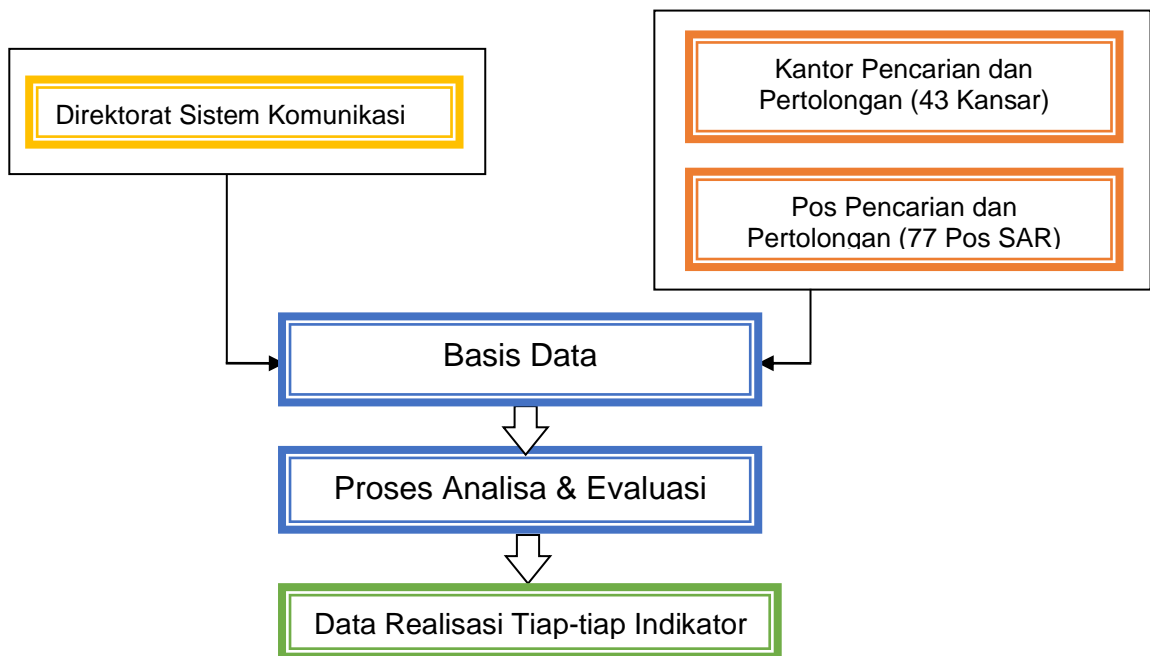 Direktorat Sistem Komunikasi
Kantor Pencarian dan
Pertolongan (43 Kansar)
Pos Pencarian dan
Pertolongan (77 Pos SAR)
Basis Data
Proses Analisa & Evaluasi
Data Realisasi Tiap-tiap Indikator